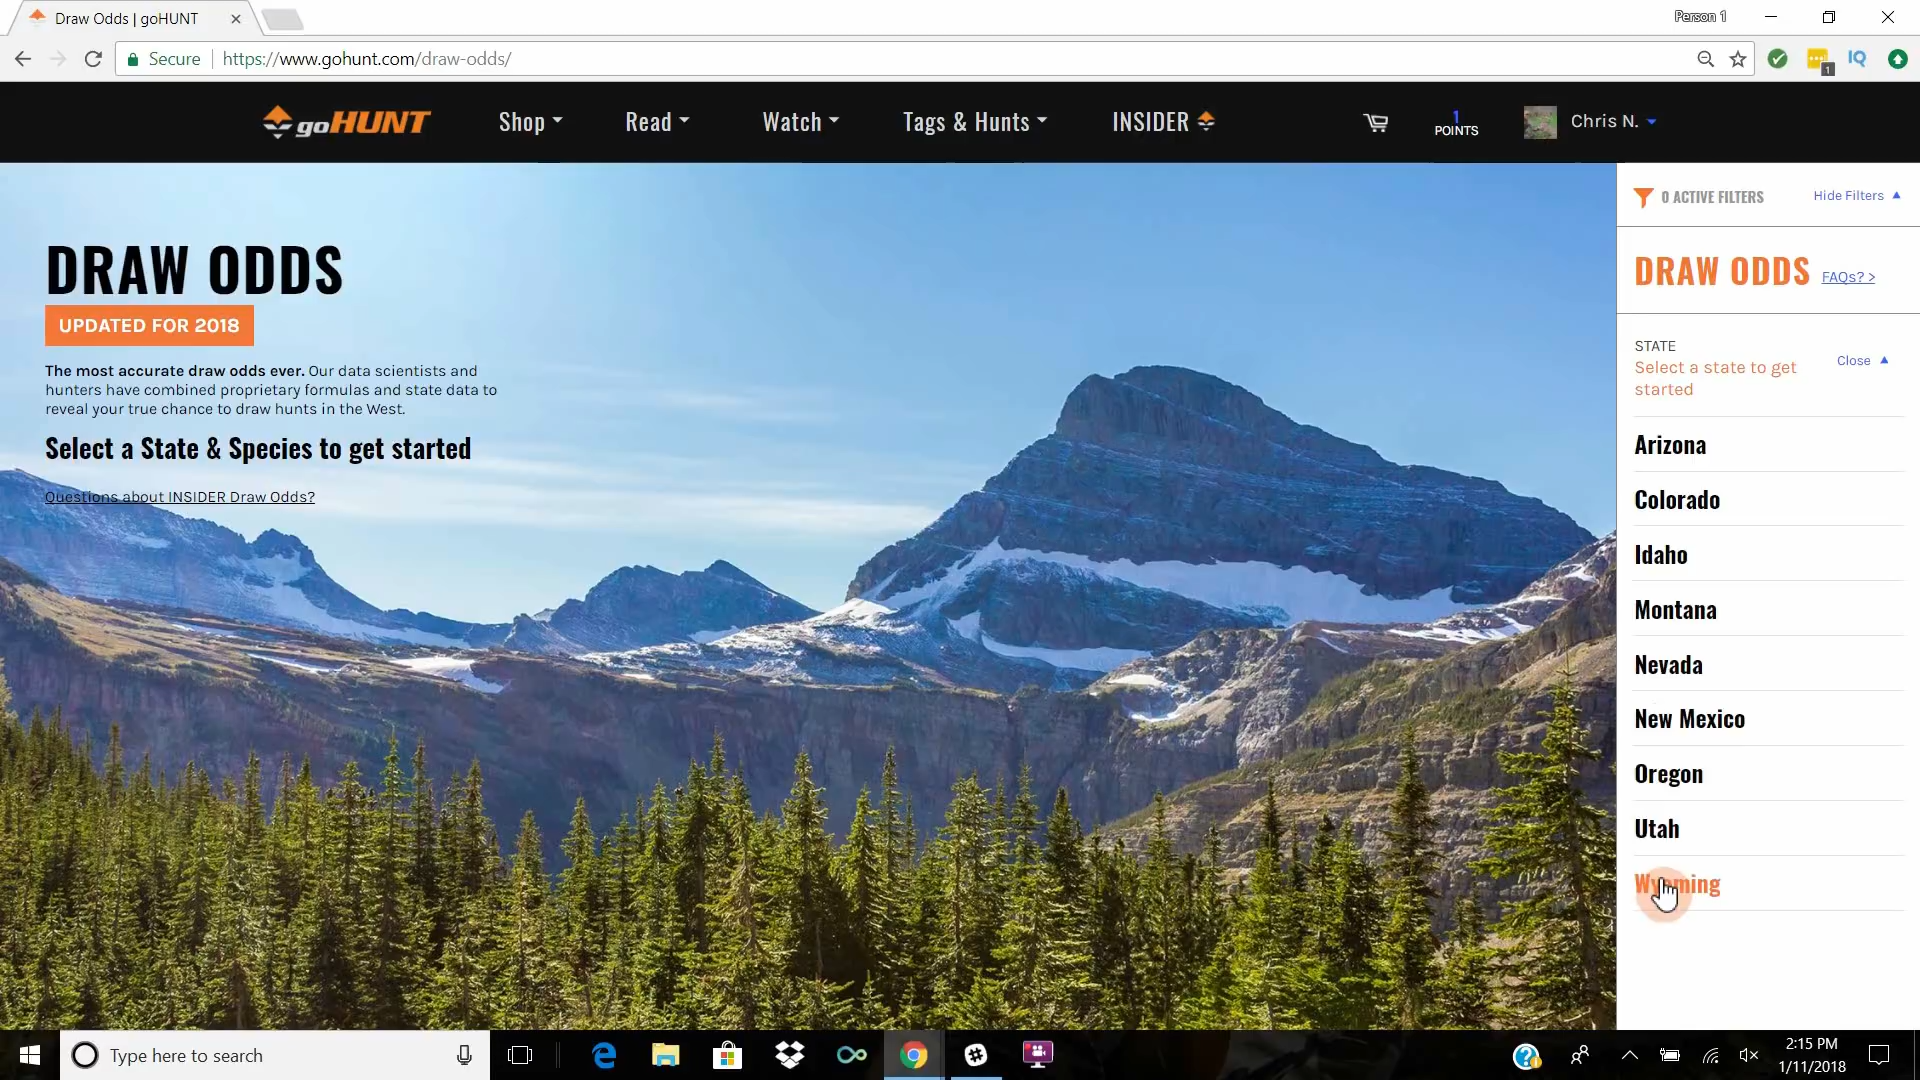 Draw Odds | goHUNT
Person 1
Secure
https://www.gohunt.com/draw-odds/
1
IQ
goHUNT
Shop
Read
Watch
Tags & Hunts
INSIDER
1
POINTS
Chris N.
DRAW ODDS
UPDATED FOR 2018
The most accurate draw odds ever. Our data scientists and
hunters have combined proprietary formulas and state data to
reveal your true chance to draw hunts in the West.
Select a State & Species to get started
Questions about INSIDER Draw Odds?
0 ACTIVE FILTERS
Hide Filters
DRAW ODDS
FAQs? >
STATE
Select a state to get
started
Close
Arizona
Colorado
Idaho
Montana
Nevada
New Mexico
Oregon
Utah
Wyoming
Type here to search
2:15 PM
1/11/2018